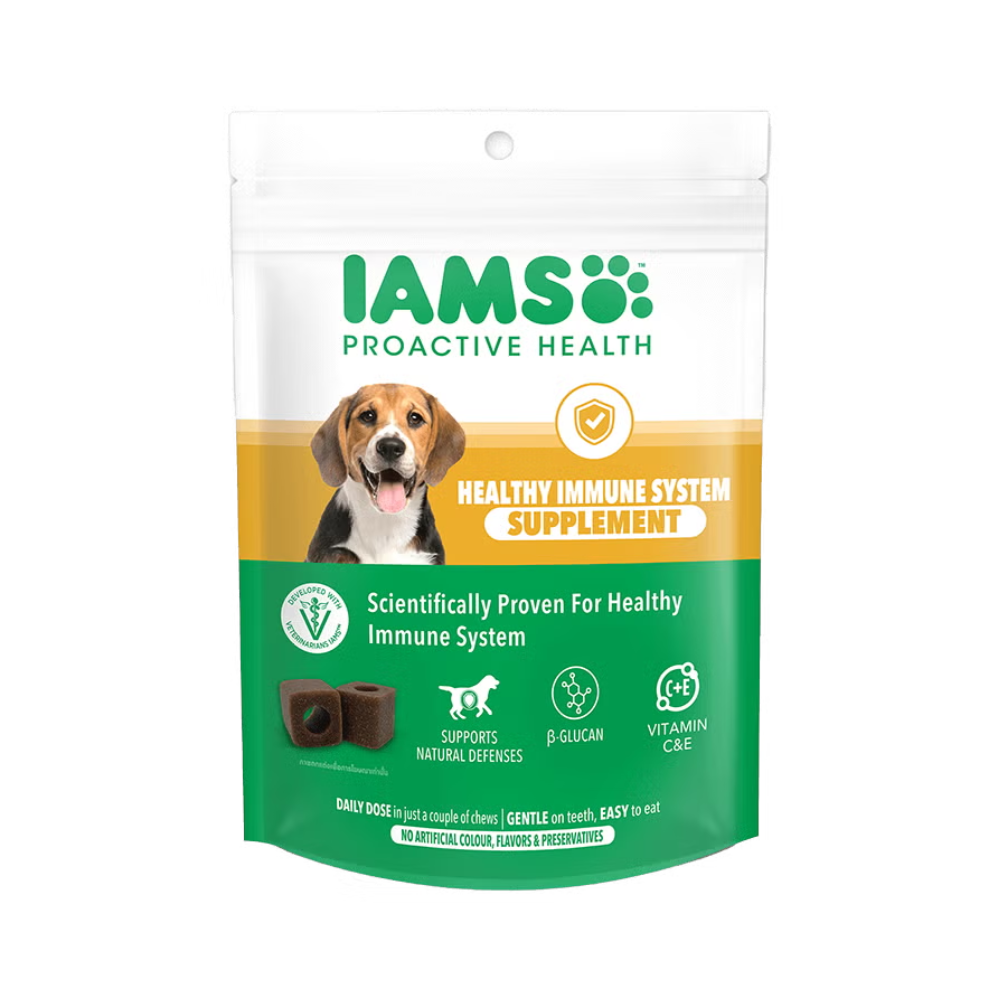 IAMS™
PROACTIVE HEALTH
HEALTHY IMMUNE SYSTEM
SUPPLEMENT
DEVELOPED WITH
VETERINARIANS IAMS™
Scientifically Proven For Healthy
Immune System
SUPPORTS
NATURAL DEFENSES
β-GLUCAN
C+E
VITAMIN
C&E
DAILY DOSE in just a couple of chews | GENTLE on teeth, EASY to eat
NO ARTIFICIAL COLOUR, FLAVORS & PRESERVATIVES